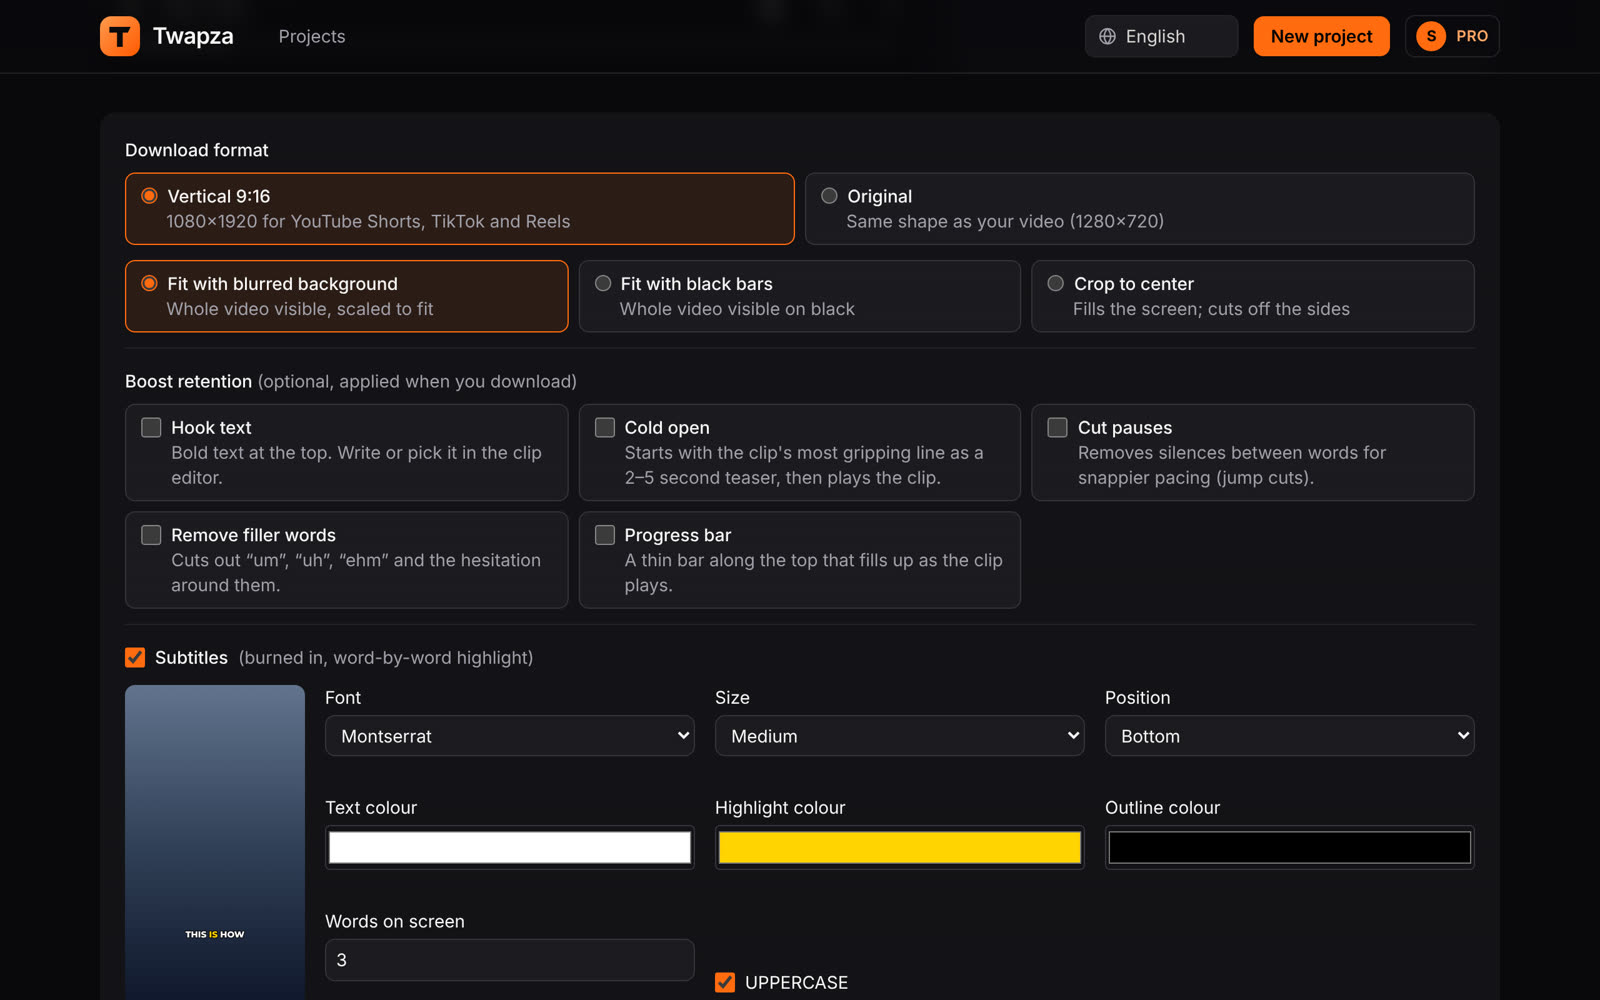 Twapza
Projects
English
New project
S
PRO
Download format
Vertical 9:16
1080×1920 for YouTube Shorts, TikTok and Reels
Original
Same shape as your video (1280×720)
Fit with blurred background
Whole video visible, scaled to fit
Fit with black bars
Whole video visible on black
Crop to center
Fills the screen; cuts off the sides
Boost retention (optional, applied when you download)
Hook text
Bold text at the top. Write or pick it in the clip
editor.
Cold open
Starts with the clip's most gripping line as a
2–5 second teaser, then plays the clip.
Cut pauses
Removes silences between words for
snappier pacing (jump cuts).
Remove filler words
Cuts out “um”, “uh”, “ehm” and the hesitation
around them.
Progress bar
A thin bar along the top that fills up as the clip
plays.
Subtitles (burned in, word-by-word highlight)
THIS IS HOW
Font
Montserrat
Size
Medium
Position
Bottom
Text colour
Highlight colour
Outline colour
Words on screen
3
UPPERCASE